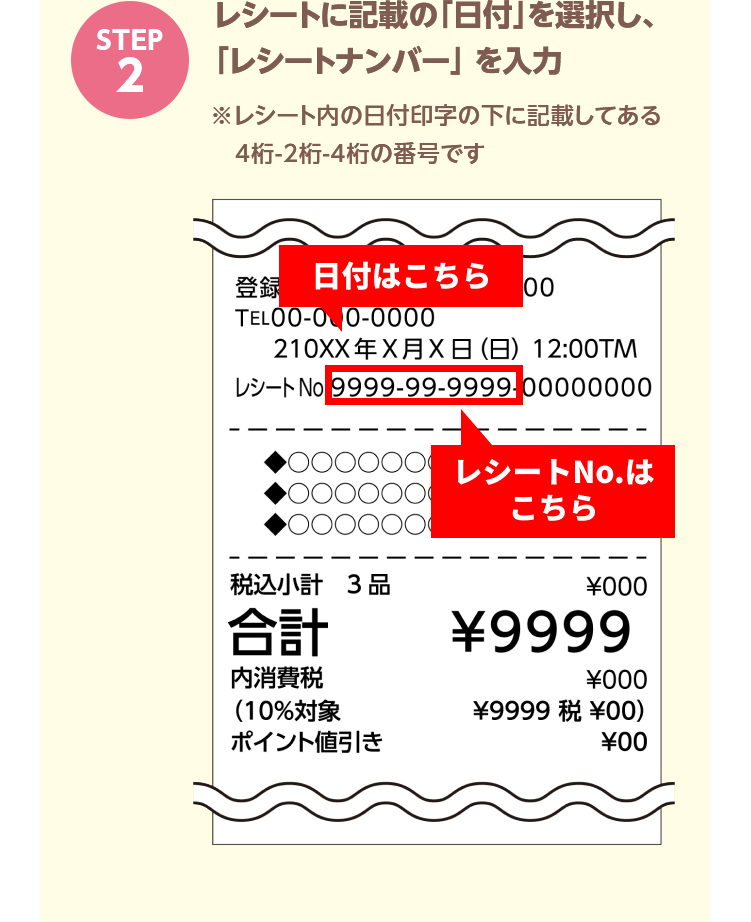 STEP
2
レシートに記載の「日付」を選択し、
「レシートナンバー」を入力
※レシート内の日付印字の下に記載してある
4桁-2桁-4桁の番号です
日付はこちら
登録
00
TEL00-000-0000
210XX年X月X日(日) 12:00TM
レシートNo 9999-99-9999-00000000
◆○○○○○○
レシートNo.は
こちら
◆○○○○○○
◆○○○○○○
税込小計 3品 ¥000
合計 ¥9999
内消費税 ¥000
(10%対象 ¥9999 税 ¥00)
ポイント値引き ¥00